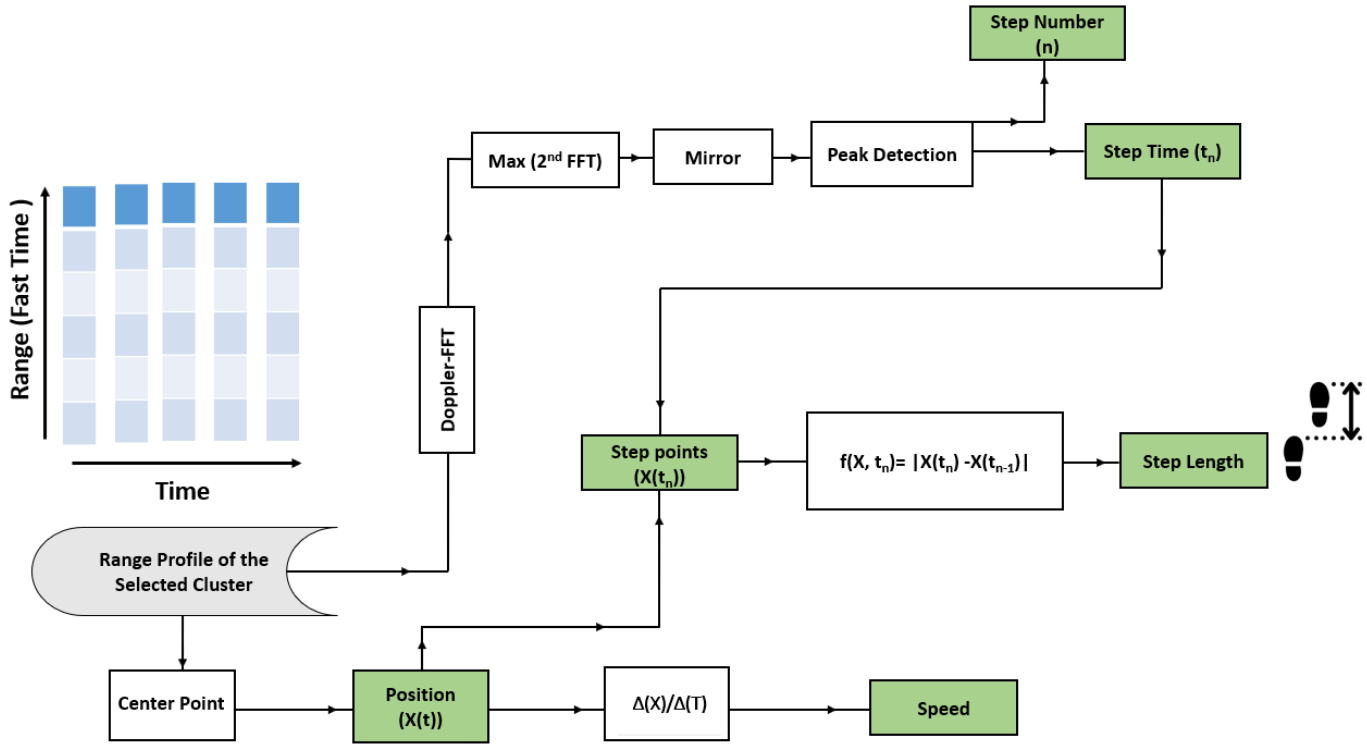 Step Number
(n)
Max (2nd FFT)
Mirror
Peak Detection
Step Time (tn)
Range (Fast Time )
Time
Doppler-FFT
Step points
(X(tn))
f(X, tn)= |X(tn) -X(tn-1)|
Step Length
Range Profile of the
Selected Cluster
Center Point
Position
(X(t))
Δ(X)/Δ(T)
Speed